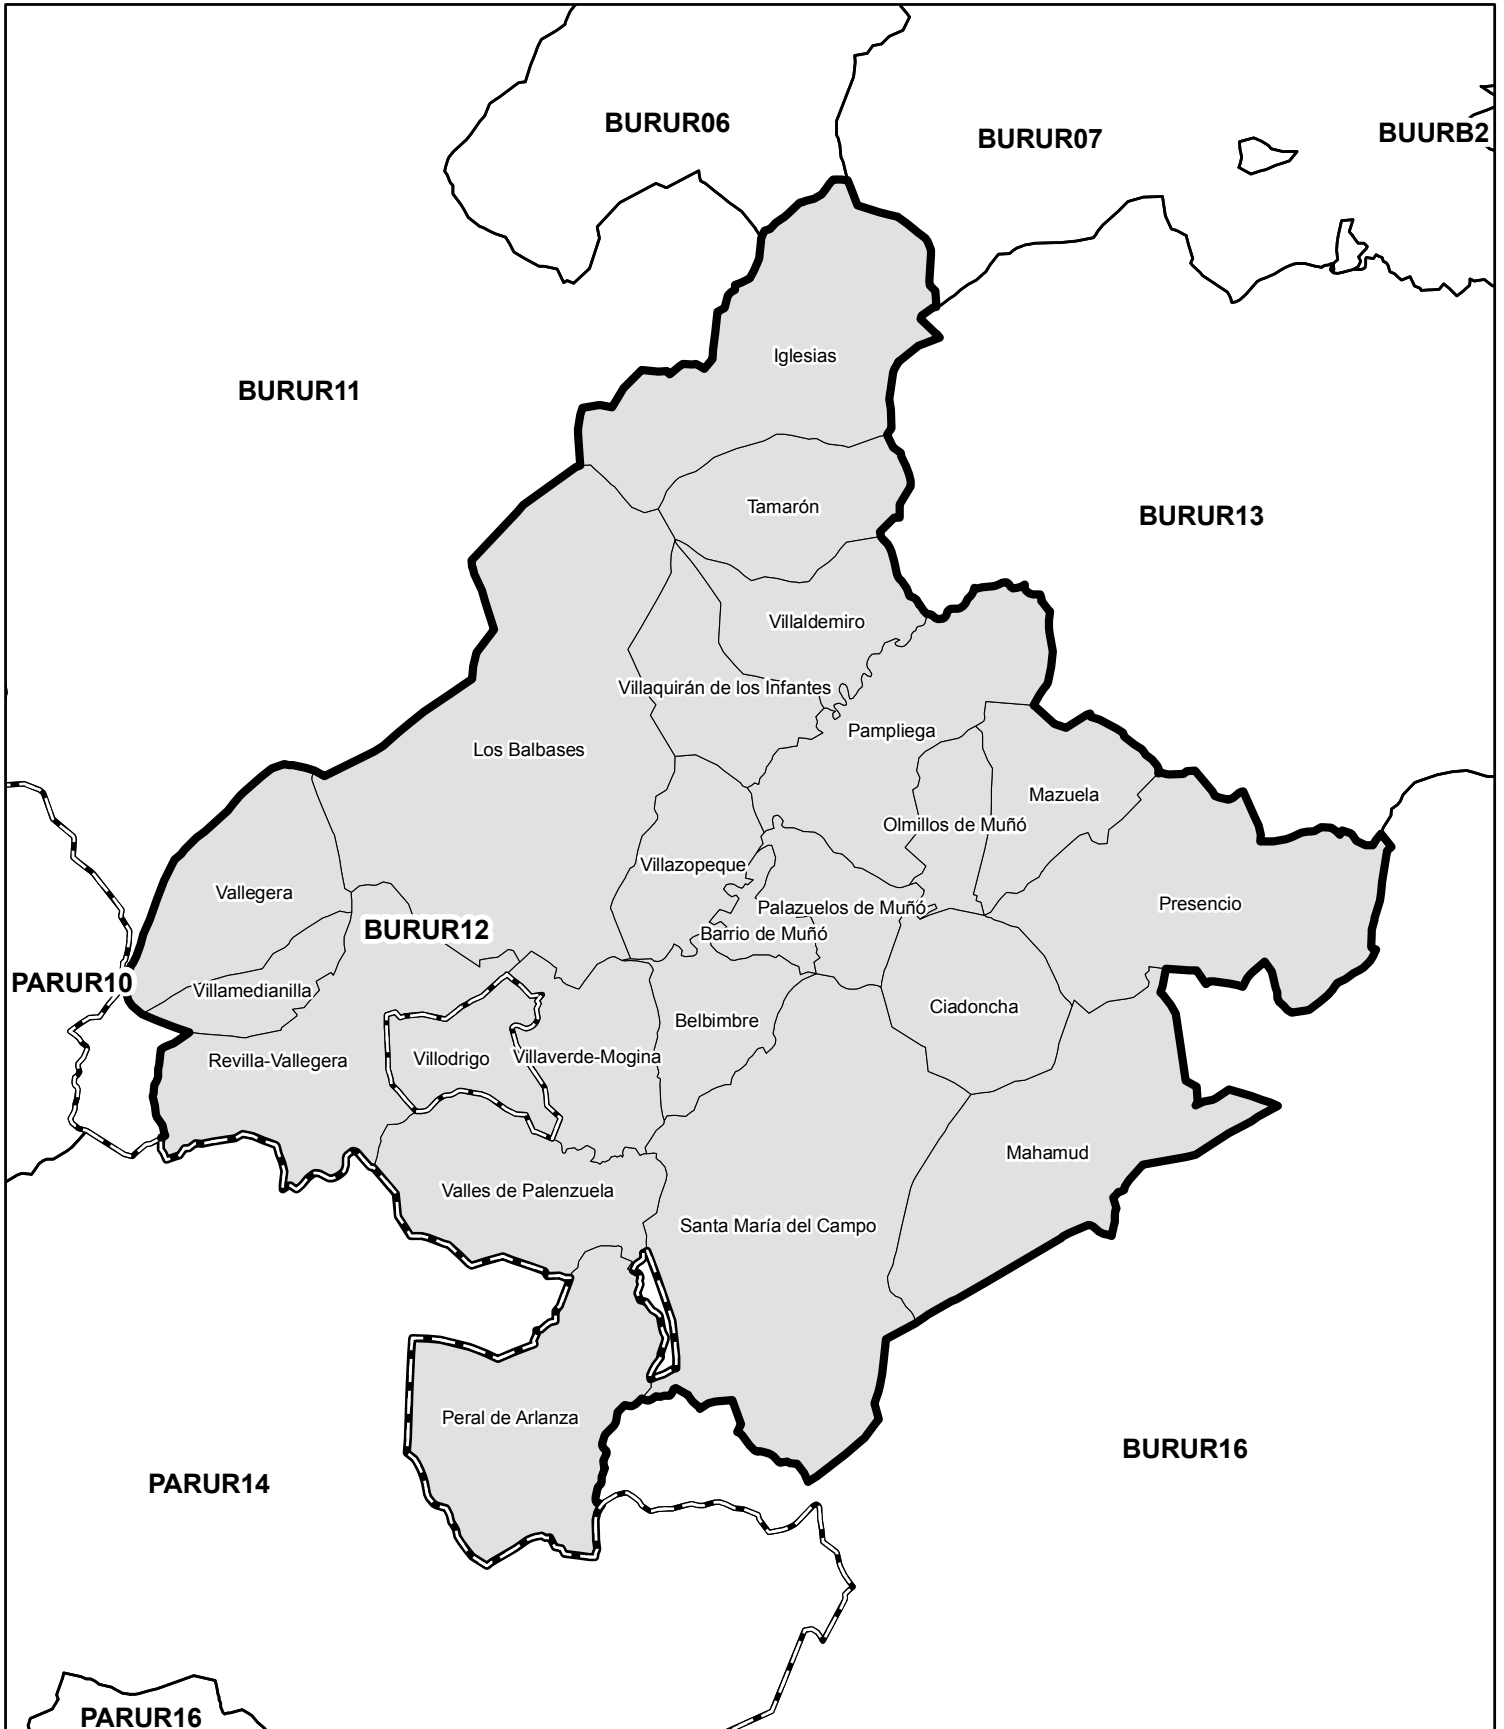 BURUR06
BURUR07
BUURB2
Iglesias
BURUR11
Tamarón
BURUR13
Villaldemiro
Villaquirán de los Infantes
Pampliega
Los Balbases
Mazuela
Olmillos de Muñó
Villazopeque
Vallegera
Palazuelos de Muñó
Presencio
BURUR12
Barrio de Muñó
PARUR10
Villamedianilla
Ciadoncha
Belbimbre
Revilla-Vallegera
Villodrigo
Villaverde-Mogina
Mahamud
Valles de Palenzuela
Santa María del Campo
Peral de Arlanza
BURUR16
PARUR14
PARUR16